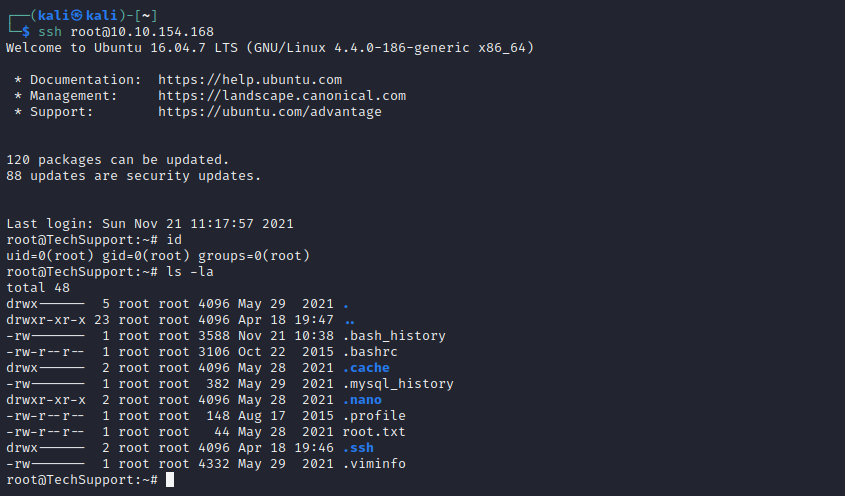 ┌──(kali㉿kali)-[~]
└─$ ssh root@10.10.154.168
Welcome to Ubuntu 16.04.7 LTS (GNU/Linux 4.4.0-186-generic x86_64)
 * Documentation:  https://help.ubuntu.com
 * Management:     https://landscape.canonical.com
 * Support:        https://ubuntu.com/advantage
120 packages can be updated.
88 updates are security updates.
Last login: Sun Nov 21 11:17:57 2021
root@TechSupport:~# id
uid=0(root) gid=0(root) groups=0(root)
root@TechSupport:~# ls -la
total 48
drwx------  5 root root 4096 May 29  2021 .
drwxr-xr-x 23 root root 4096 Apr 18 19:47 ..
-rw-------  1 root root 3588 Nov 21 10:38 .bash_history
-rw-r--r--  1 root root 3106 Oct 22  2015 .bashrc
drwx------  2 root root 4096 May 28  2021 .cache
-rw-------  1 root root  382 May 29  2021 .mysql_history
drwxr-xr-x  2 root root 4096 May 28  2021 .nano
-rw-r--r--  1 root root  148 Aug 17  2015 .profile
-rw-r--r--  1 root root   44 May 28  2021 root.txt
drwx------  2 root root 4096 Apr 18 19:46 .ssh
-rw-------  1 root root 4332 May 29  2021 .viminfo
root@TechSupport:~#